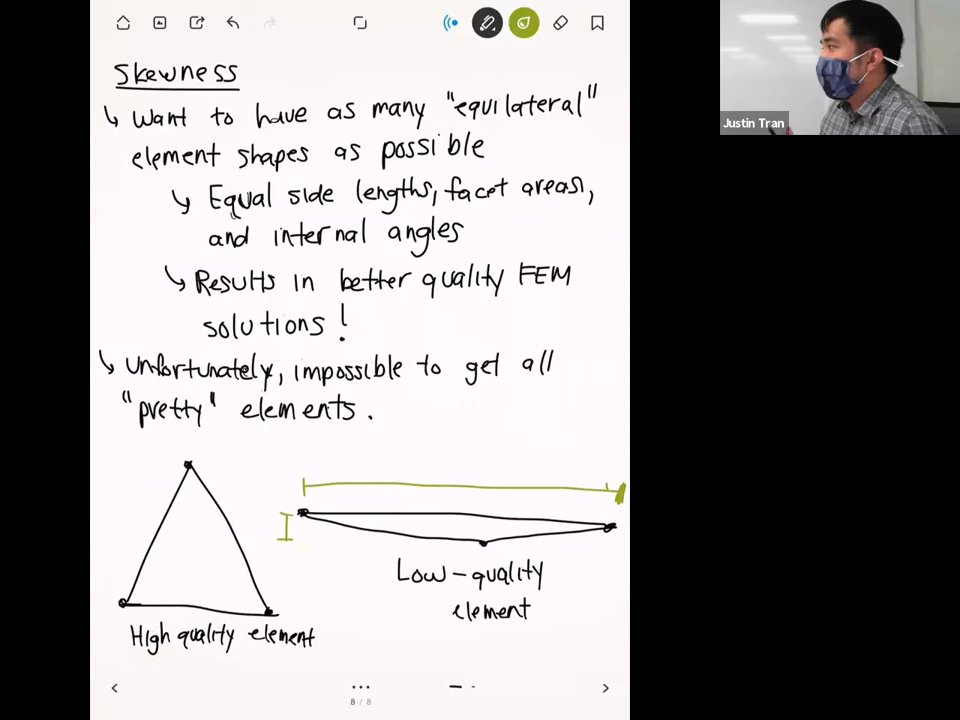 Skewness
↳ Want to have as many "equilateral"
element shapes as possible
↳ Equal side lengths, facet areas,
and internal angles
↳ Results in better quality FEM
solutions!
↳ Unfortunately, impossible to get all
"pretty" elements.
High quality element
Low-quality
element
8 / 8
Justin Tran